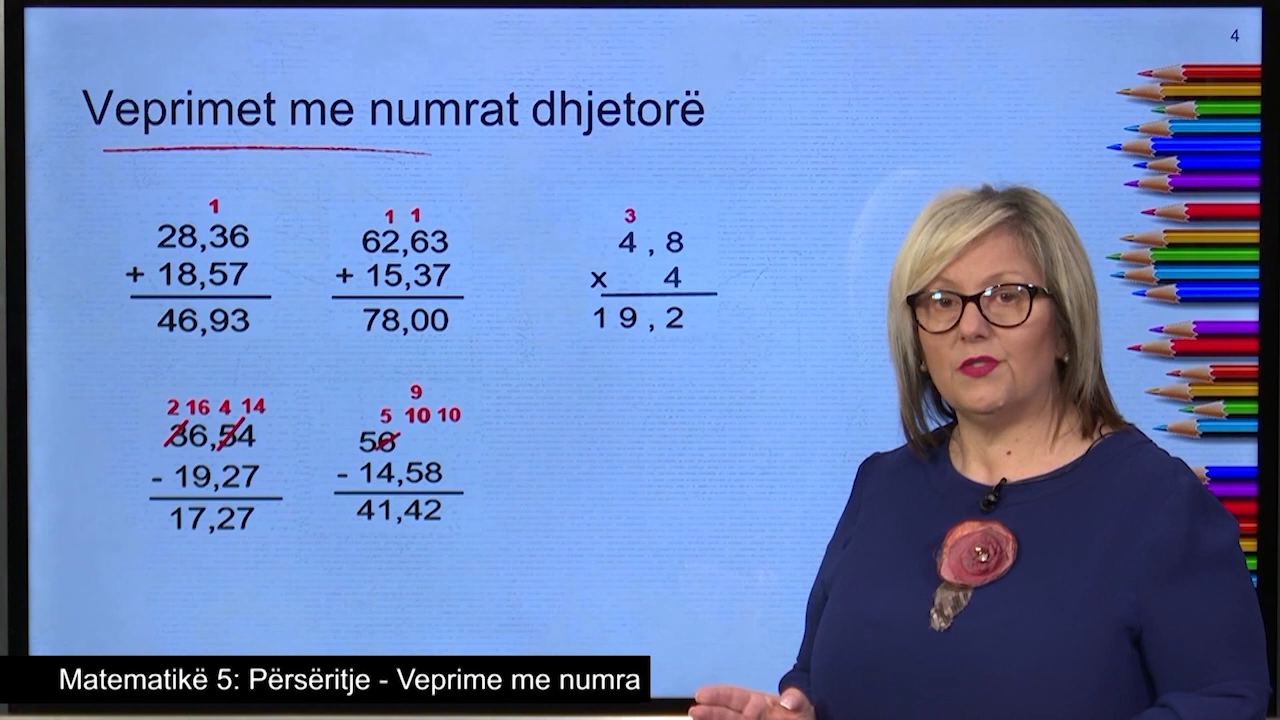 4
Veprimet me numrat dhjetorë
1
28,36
+ 18,57
46,93
1 1
62,63
+ 15,37
78,00
3
4 , 8
x 4
1 9 , 2
2 16 4 14
36,54
- 19,27
17,27
9
5 10 10
56
- 14,58
41,42
Matematikë 5: Përsëritje - Veprime me numra